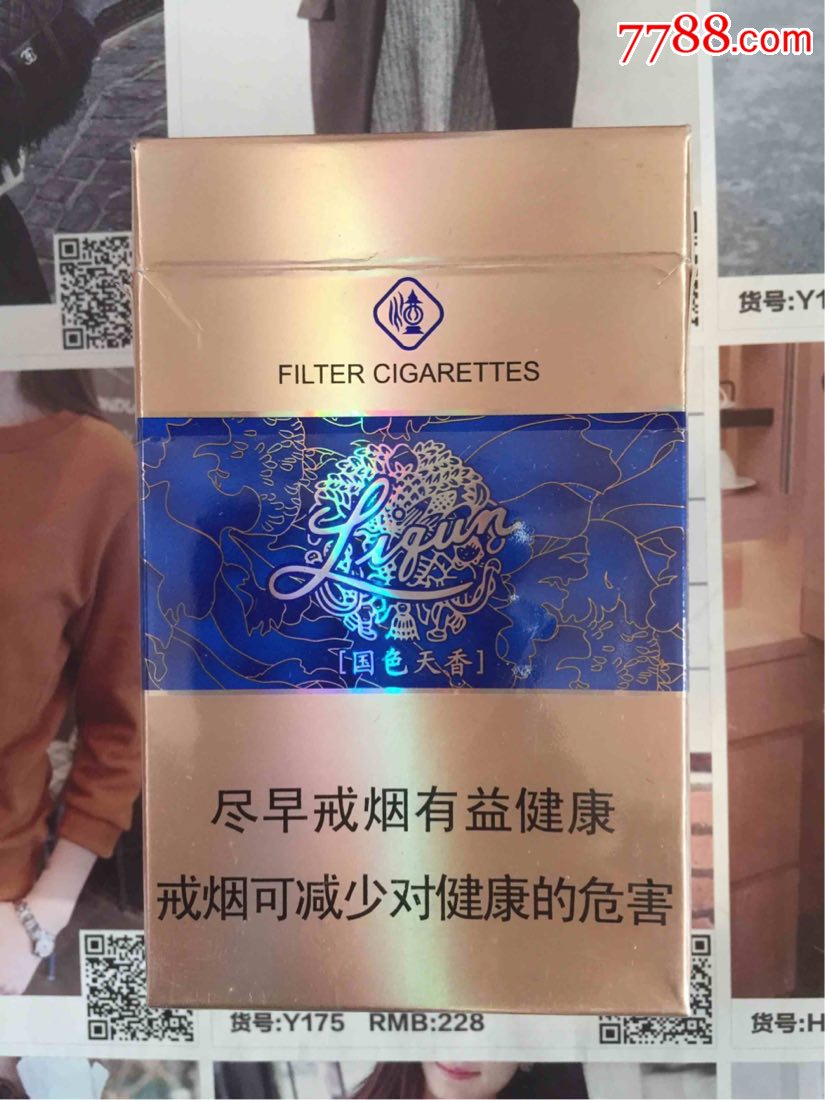 7788.com
货号:Y1
FILTER CIGARETTES
Liqun
[国色天香]
尽早戒烟有益健康
戒烟可减少对健康的危害
货号:Y175 RMB:228
货号:H